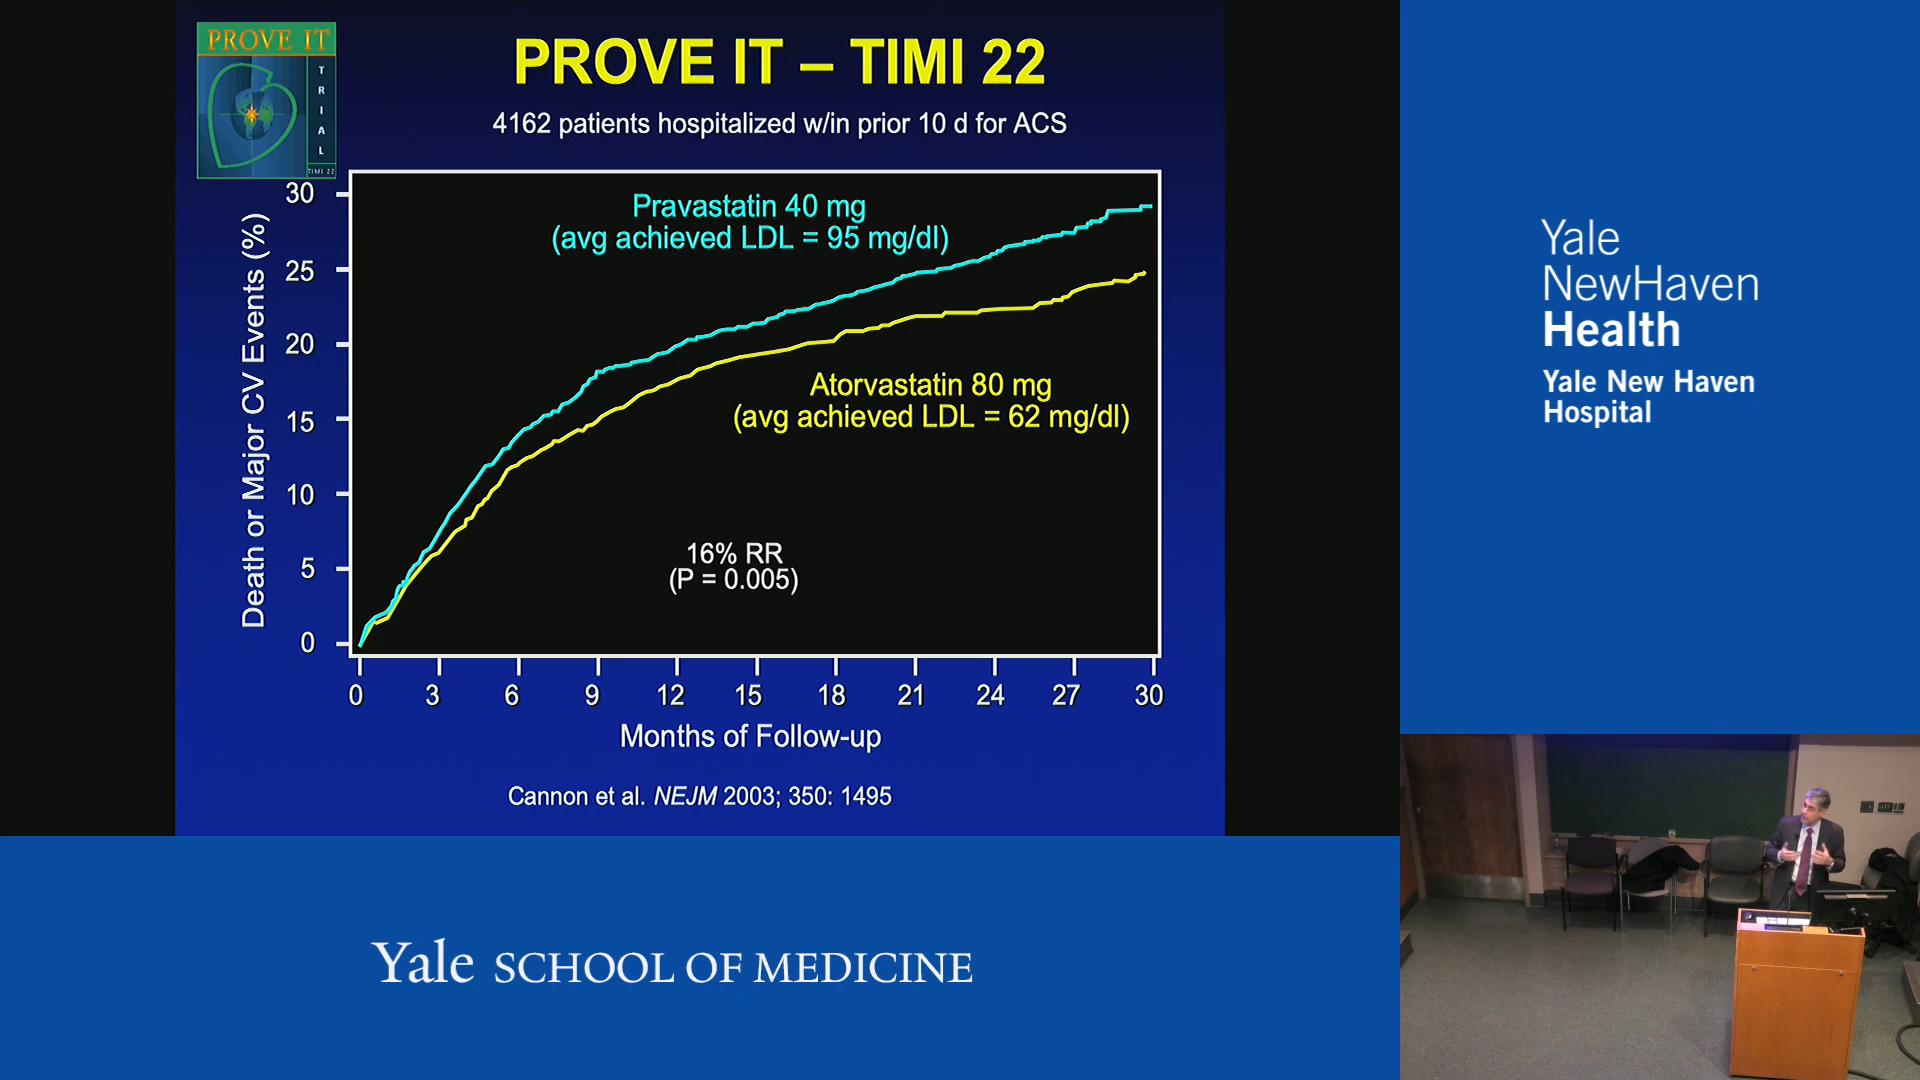 PROVE IT
TRIAL
TIMI 22
PROVE IT – TIMI 22
4162 patients hospitalized w/in prior 10 d for ACS
Death or Major CV Events (%)
30
25
20
15
10
5
0
Pravastatin 40 mg
(avg achieved LDL = 95 mg/dl)
Atorvastatin 80 mg
(avg achieved LDL = 62 mg/dl)
16% RR
(P = 0.005)
0 3 6 9 12 15 18 21 24 27 30
Months of Follow-up
Cannon et al. NEJM 2003; 350: 1495
Yale
NewHaven
Health
Yale New Haven
Hospital
Yale SCHOOL OF MEDICINE